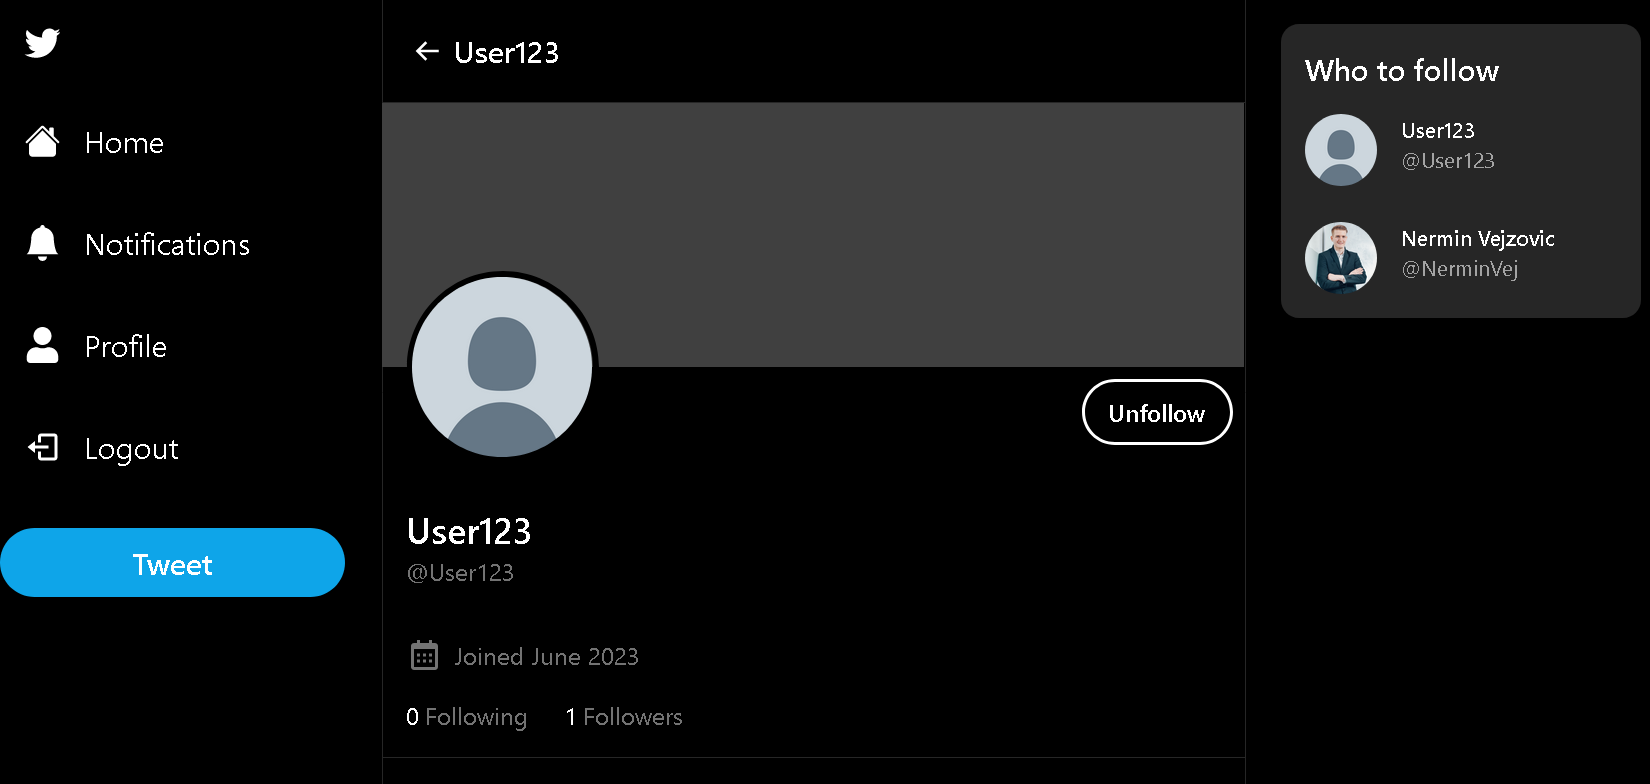 Home
Notifications
Profile
Logout
Tweet
User123
Unfollow
User123
@User123
Joined June 2023
0 Following 1 Followers
Who to follow
User123
@User123
Nermin Vejzovic
@NerminVej